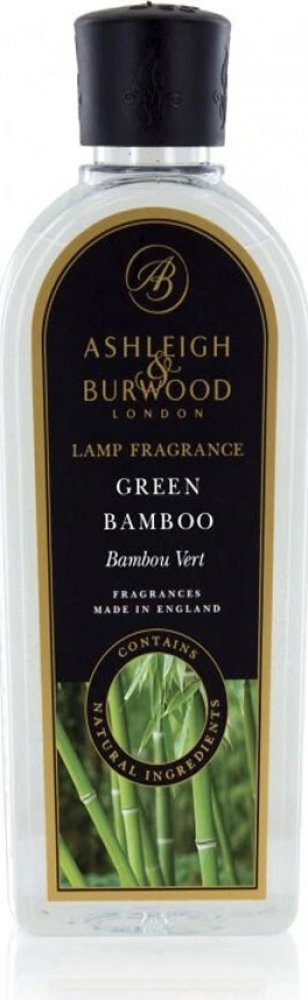 AB
ASHLEIGH
&
BURWOOD
LONDON
LAMP FRAGRANCE
GREEN
BAMBOO
Bambou Vert
FRAGRANCES
MADE IN ENGLAND
CONTAINS
NATURAL INGREDIENTS